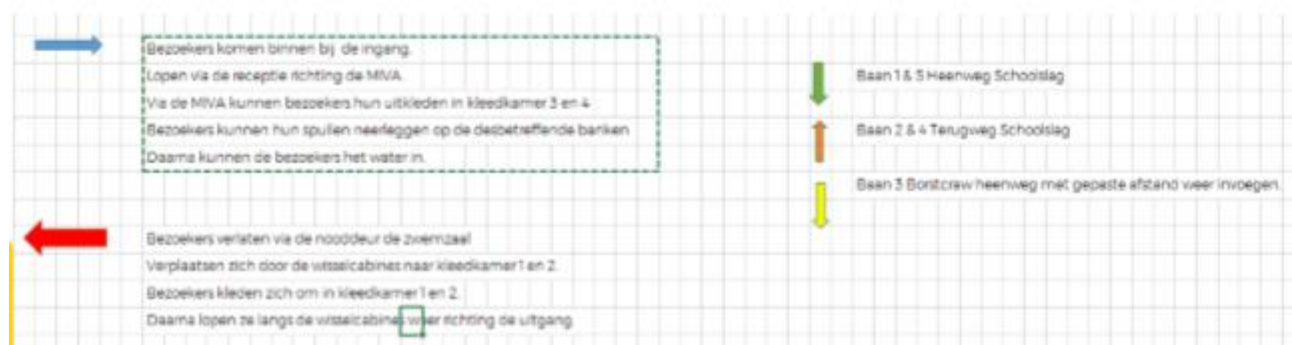 Bezoekers komen binnen bij de ingang.
Lopen via de receptie richting de MIVA.
Via de MIVA kunnen bezoekers hun uitkleden in kleedkamer 3 en 4
Bezoekers kunnen hun spullen neerleggen op de desbetreffende banken
Daarna kunnen de bezoekers het water in.
Bezoekers verlaten via de nooddeur de zwemzaal
Verplaatsen zich door de wisselcabines naar kleedkamer 1 en 2.
Bezoekers kleden zich om in kleedkamer 1 en 2.
Daarna lopen ze langs de wisselcabines weer richting de uitgang
Baan 1 & 5 Heenweg Schoolslag
Baan 2 & 4 Terugweg Schoolslag
Baan 3 Borstcraw heenweg met gepaste afstand weer invoegen.